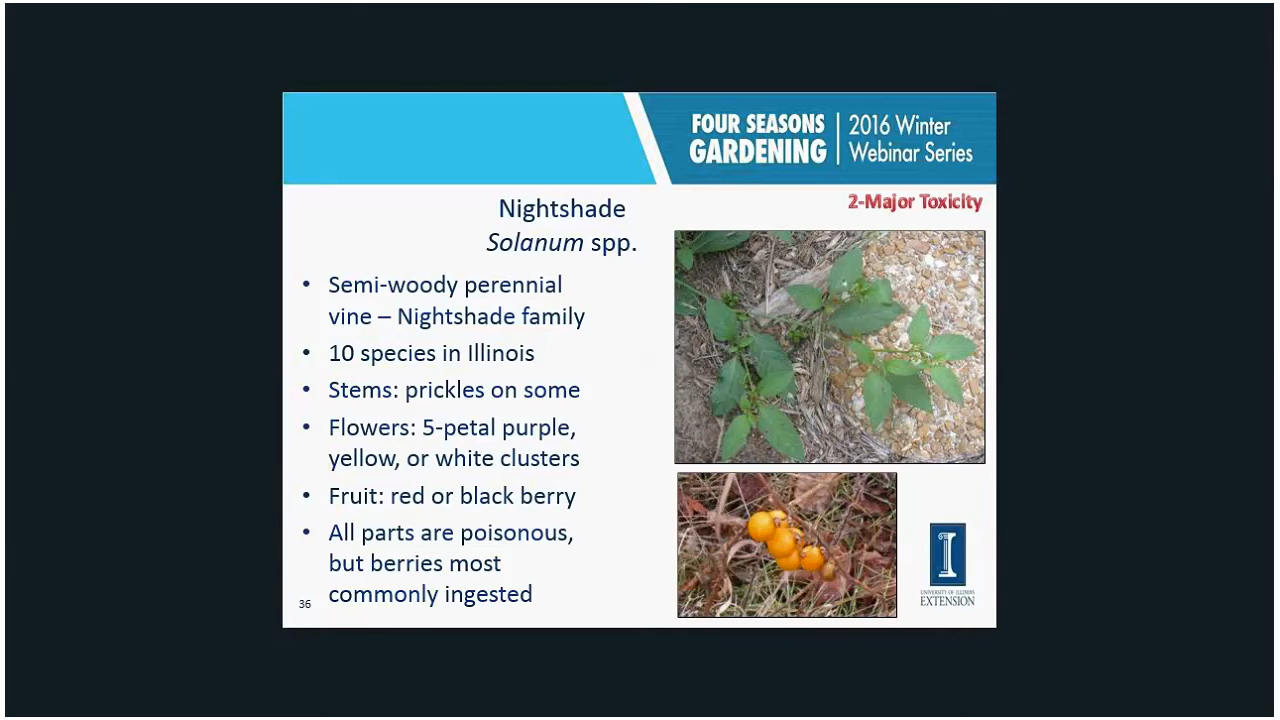 FOUR SEASONS
GARDENING
2016 Winter
Webinar Series
2-Major Toxicity
Nightshade
Solanum spp.
• Semi-woody perennial
vine – Nightshade family
• 10 species in Illinois
• Stems: prickles on some
• Flowers: 5-petal purple,
yellow, or white clusters
• Fruit: red or black berry
• All parts are poisonous,
but berries most
commonly ingested
36
I
UNIVERSITY OF ILLINOIS
EXTENSION